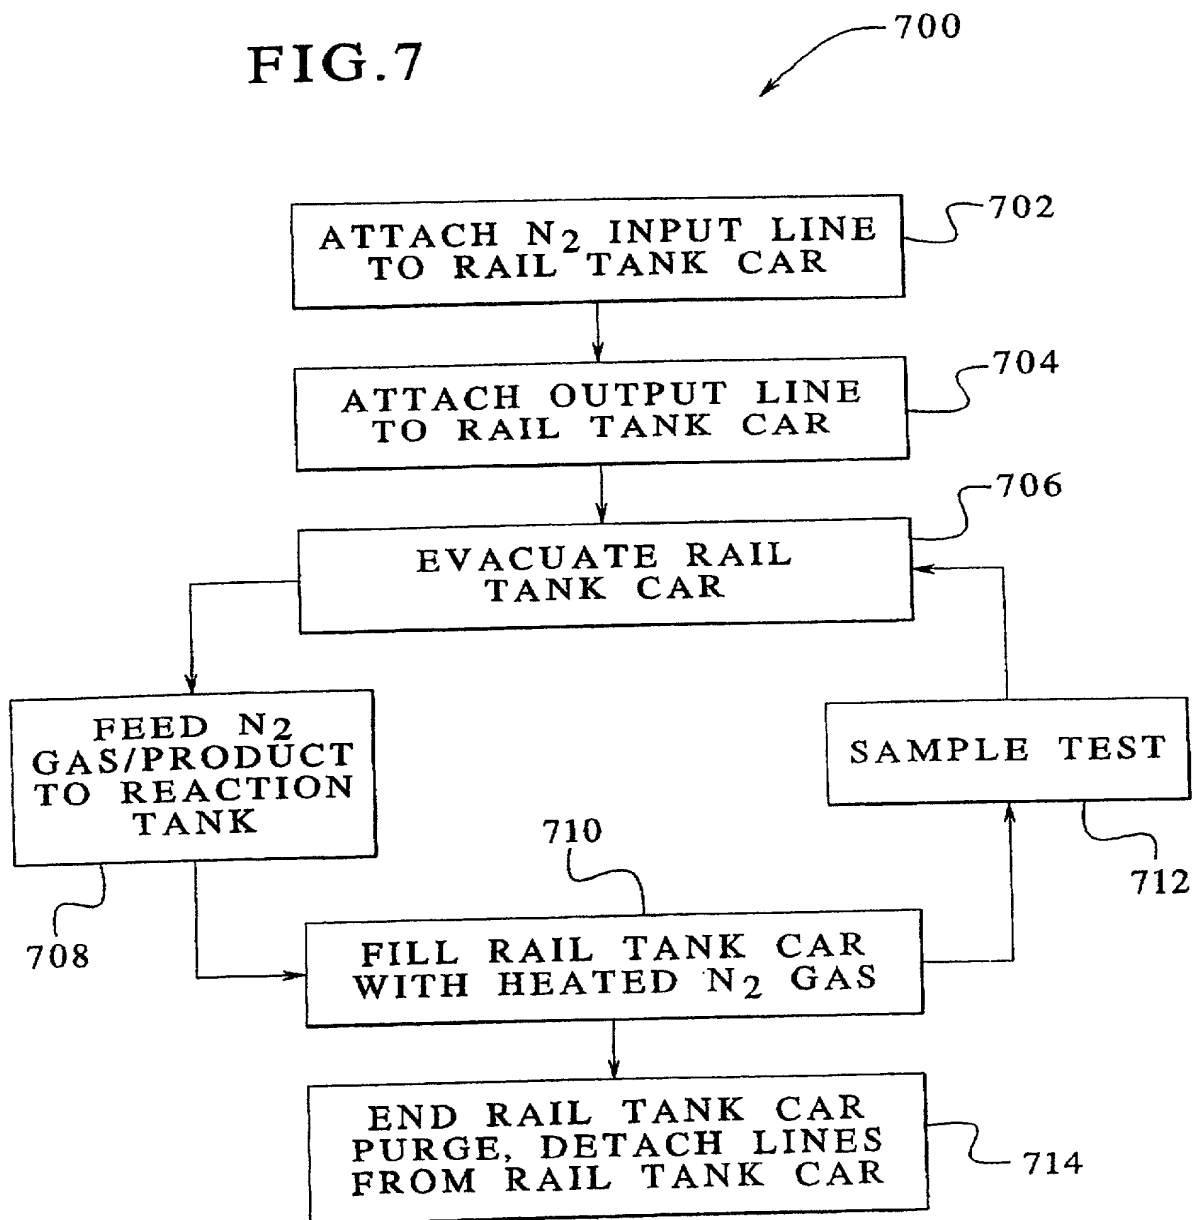 FIG.7
700
ATTACH N2 INPUT LINE
TO RAIL TANK CAR
702
ATTACH OUTPUT LINE
TO RAIL TANK CAR
704
EVACUATE RAIL
TANK CAR
706
FEED N2
GAS/PRODUCT
TO REACTION
TANK
708
SAMPLE TEST
712
710
FILL RAIL TANK CAR
WITH HEATED N2 GAS
END RAIL TANK CAR
PURGE, DETACH LINES
FROM RAIL TANK CAR
714